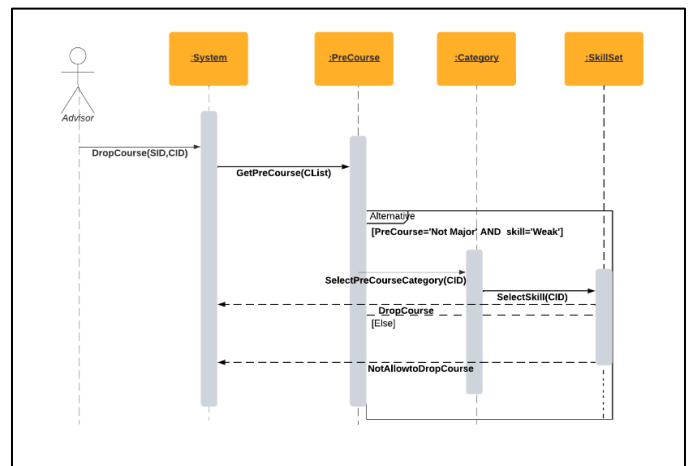 :System
:PreCourse
:Category
:SkillSet
Advisor
DropCourse(SID,CID)
GetPreCourse(CList)
Alternative
[PreCourse='Not Major' AND skill='Weak']
SelectPreCourseCategory(CID)
SelectSkill(CID)
DropCourse
[Else]
NotAllowtoDropCourse